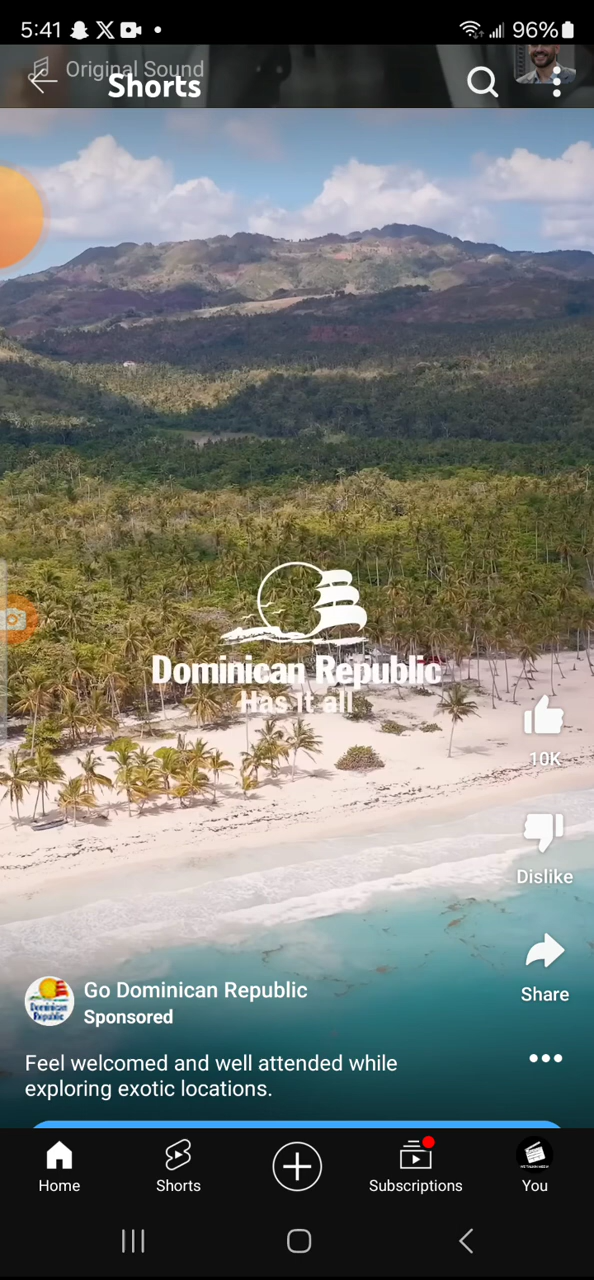 5:41
96%
Original Sound
Shorts
Dominican Republic
Has it all
10K
Dislike
Share
Go Dominican Republic
Sponsored
Feel welcomed and well attended while
exploring exotic locations.
Home
Shorts
Subscriptions
You